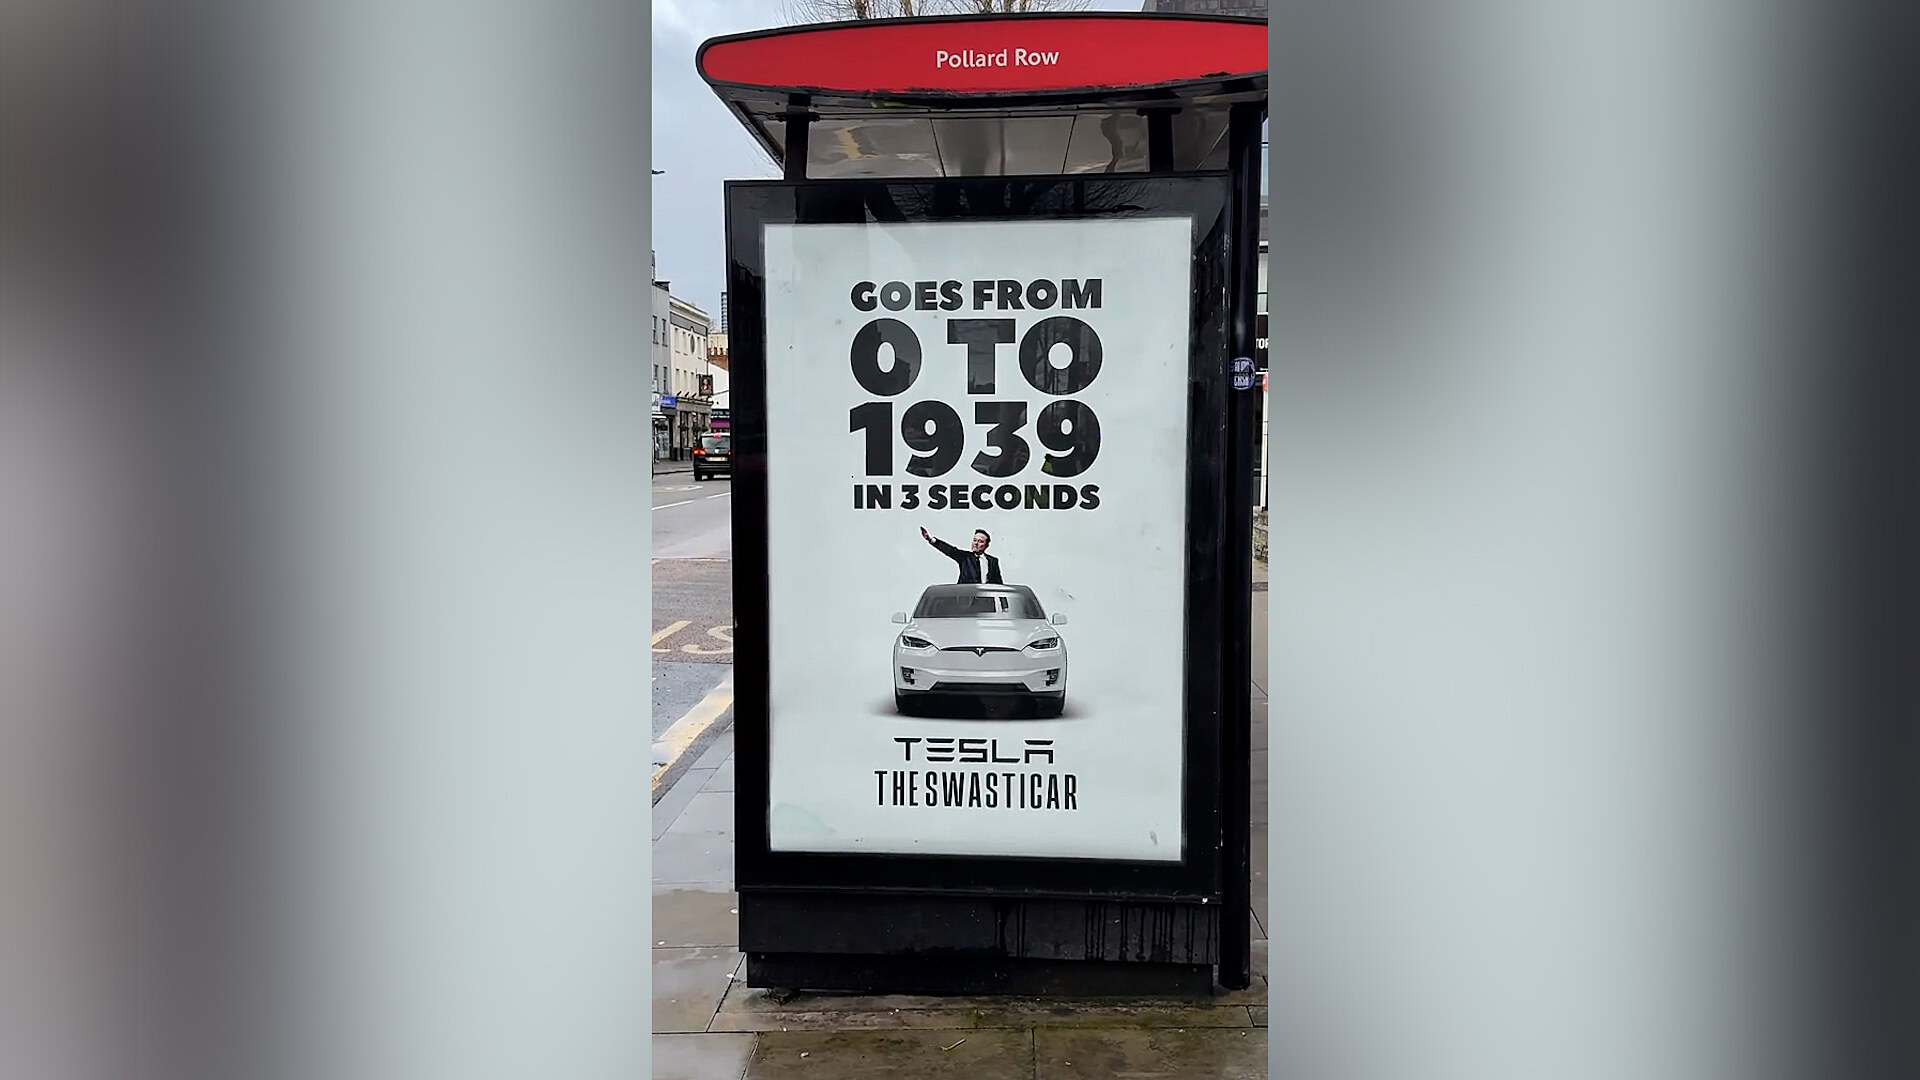 Pollard Row
GOES FROM
0 TO
1939
IN 3 SECONDS
TESLA
THE SWASTICAR